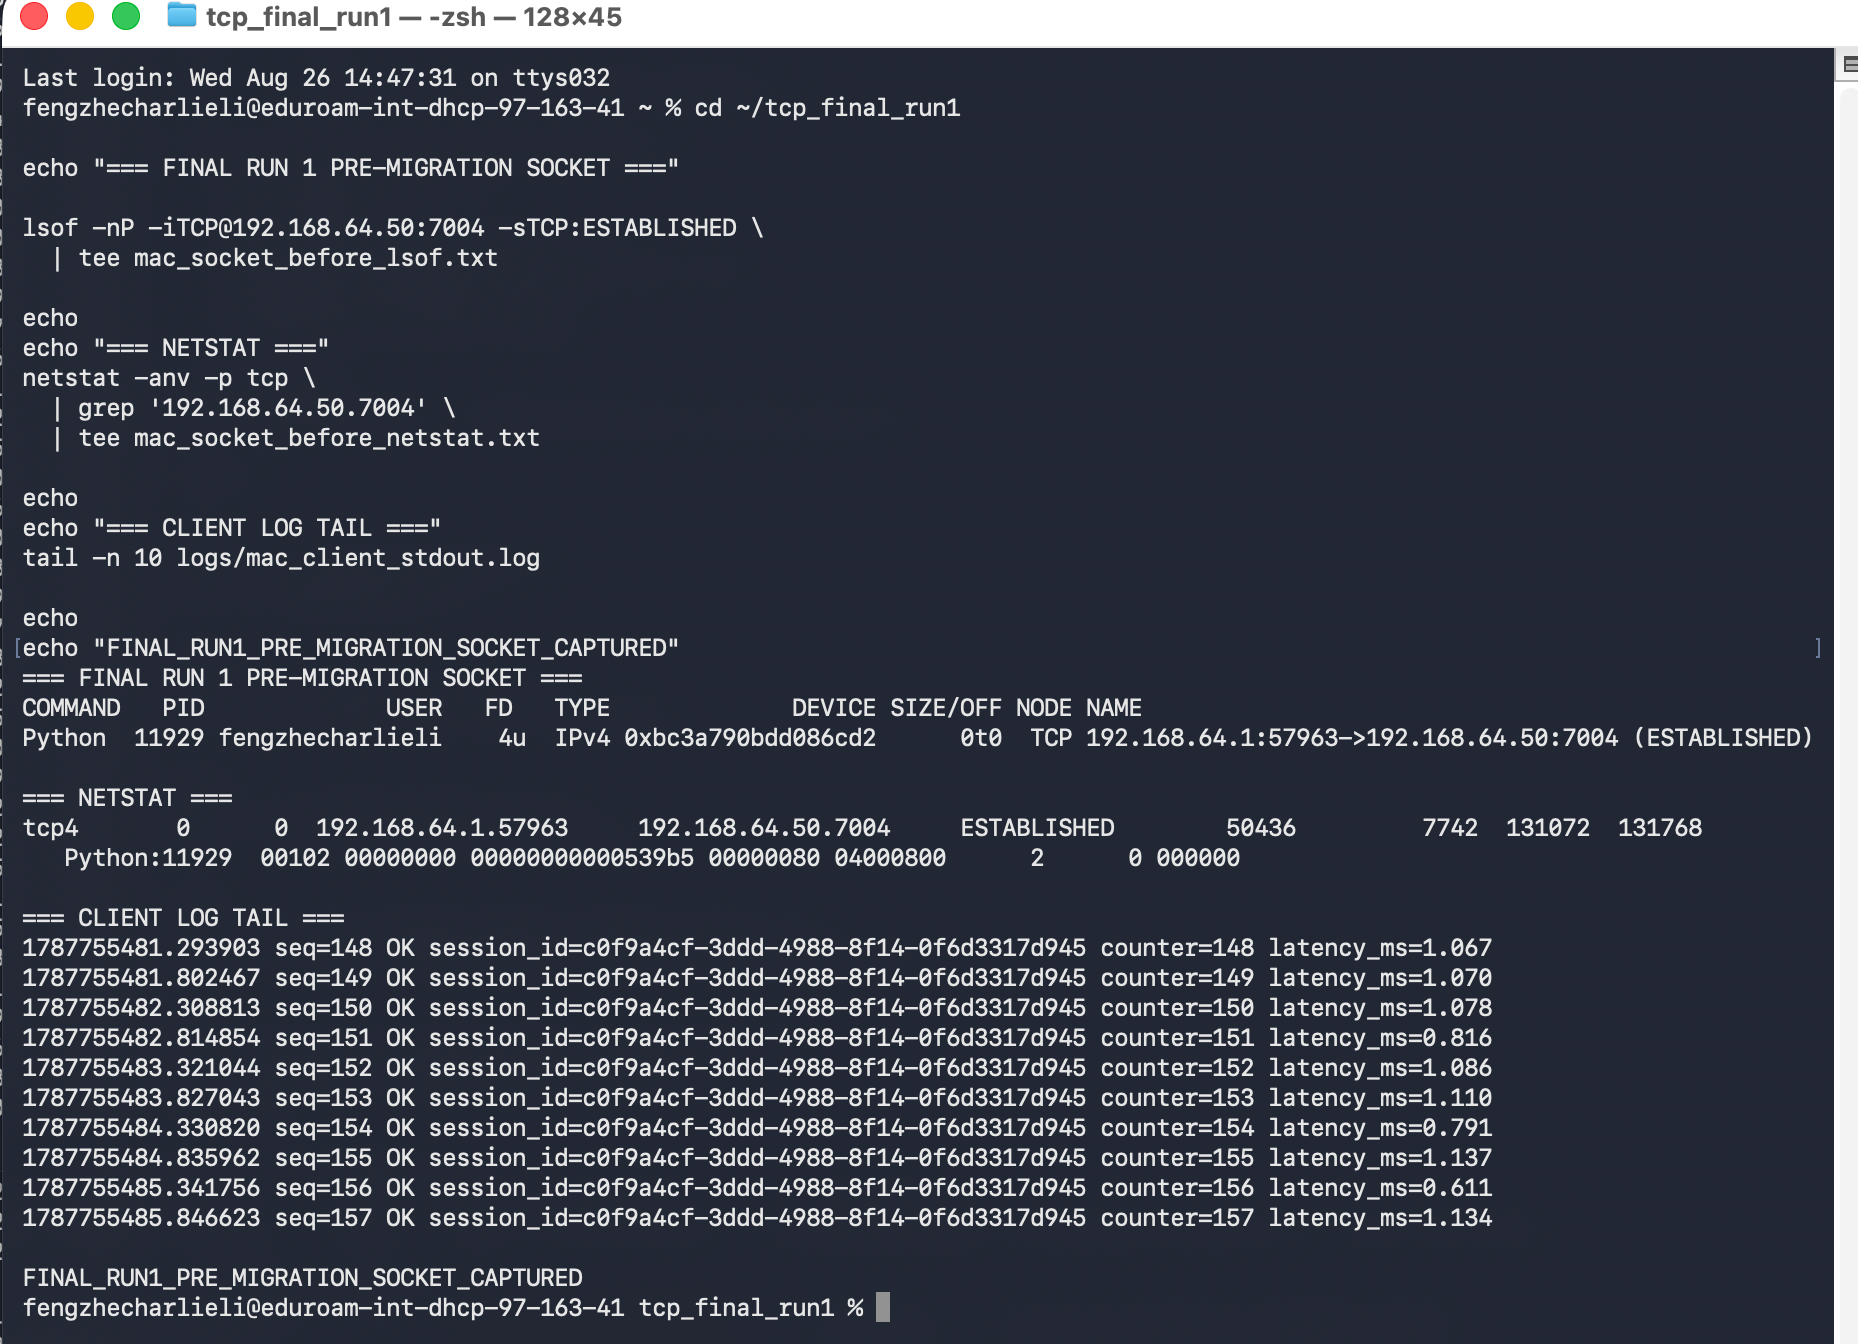 tcp_final_run1 — -zsh — 128×45
Last login: Wed Aug 26 14:47:31 on ttys032
fengzhecharlieli@eduroam-int-dhcp-97-163-41 ~ % cd ~/tcp_final_run1
echo "=== FINAL RUN 1 PRE-MIGRATION SOCKET ==="
lsof -nP -iTCP@192.168.64.50:7004 -sTCP:ESTABLISHED \
  | tee mac_socket_before_lsof.txt
echo
echo "=== NETSTAT ==="
netstat -anv -p tcp \
  | grep '192.168.64.50.7004' \
  | tee mac_socket_before_netstat.txt
echo
echo "=== CLIENT LOG TAIL ==="
tail -n 10 logs/mac_client_stdout.log
echo
[echo "FINAL_RUN1_PRE_MIGRATION_SOCKET_CAPTURED" ]
=== FINAL RUN 1 PRE-MIGRATION SOCKET ===
COMMAND   PID             USER   FD   TYPE             DEVICE SIZE/OFF NODE NAME
Python  11929 fengzhecharlieli    4u  IPv4 0xbc3a790bdd086cd2      0t0  TCP 192.168.64.1:57963->192.168.64.50:7004 (ESTABLISHED)
=== NETSTAT ===
tcp4       0      0  192.168.64.1.57963     192.168.64.50.7004     ESTABLISHED        50436         7742  131072  131768
   Python:11929  00102 00000000 00000000000539b5 00000080 04000800      2      0 000000
=== CLIENT LOG TAIL ===
1787755481.293903 seq=148 OK session_id=c0f9a4cf-3ddd-4988-8f14-0f6d3317d945 counter=148 latency_ms=1.067
1787755481.802467 seq=149 OK session_id=c0f9a4cf-3ddd-4988-8f14-0f6d3317d945 counter=149 latency_ms=1.070
1787755482.308813 seq=150 OK session_id=c0f9a4cf-3ddd-4988-8f14-0f6d3317d945 counter=150 latency_ms=1.078
1787755482.814854 seq=151 OK session_id=c0f9a4cf-3ddd-4988-8f14-0f6d3317d945 counter=151 latency_ms=0.816
1787755483.321044 seq=152 OK session_id=c0f9a4cf-3ddd-4988-8f14-0f6d3317d945 counter=152 latency_ms=1.086
1787755483.827043 seq=153 OK session_id=c0f9a4cf-3ddd-4988-8f14-0f6d3317d945 counter=153 latency_ms=1.110
1787755484.330820 seq=154 OK session_id=c0f9a4cf-3ddd-4988-8f14-0f6d3317d945 counter=154 latency_ms=0.791
1787755484.835962 seq=155 OK session_id=c0f9a4cf-3ddd-4988-8f14-0f6d3317d945 counter=155 latency_ms=1.137
1787755485.341756 seq=156 OK session_id=c0f9a4cf-3ddd-4988-8f14-0f6d3317d945 counter=156 latency_ms=0.611
1787755485.846623 seq=157 OK session_id=c0f9a4cf-3ddd-4988-8f14-0f6d3317d945 counter=157 latency_ms=1.134
FINAL_RUN1_PRE_MIGRATION_SOCKET_CAPTURED
fengzhecharlieli@eduroam-int-dhcp-97-163-41 tcp_final_run1 %